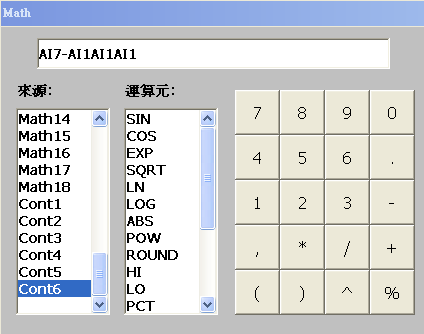 Math
AI7-AI1AI1AI1
來源:
運算元:
Math14
Math15
Math16
Math17
Math18
Cont1
Cont2
Cont3
Cont4
Cont5
Cont6
SIN
COS
EXP
SQRT
LN
LOG
ABS
POW
ROUND
HI
LO
PCT
7 8 9 0
4 5 6 .
1 2 3 -
, * / +
( ) ^ %